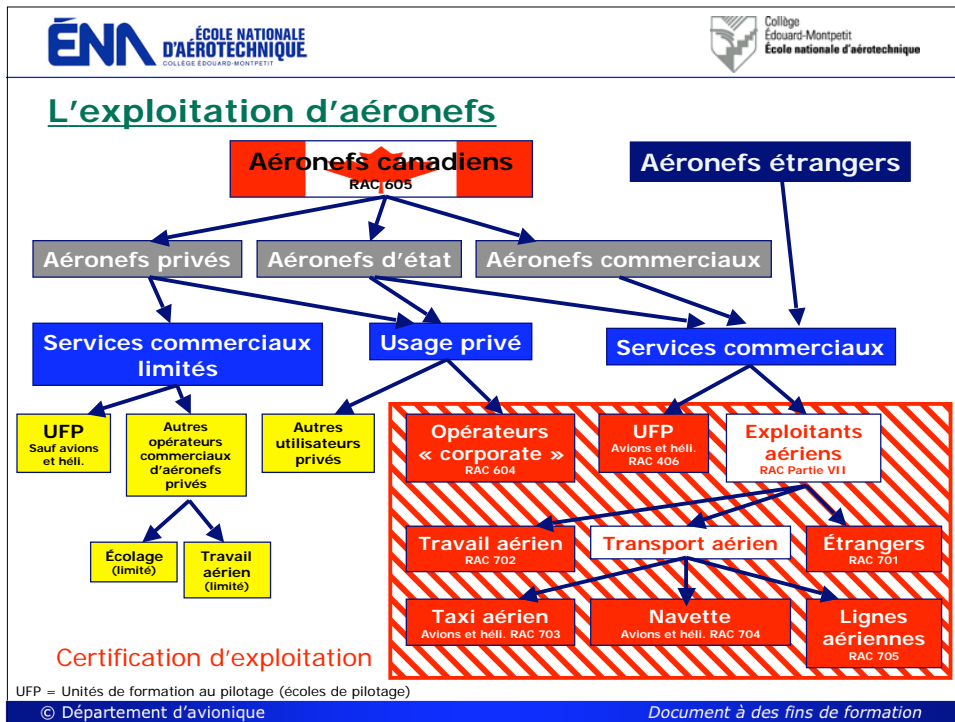 ÉNA ÉCOLE NATIONALE
D'AÉROTECHNIQUE
COLLÈGE ÉDOUARD-MONTPETIT
Collège
Édouard-Montpetit
École nationale d'aérotechnique
L'exploitation d'aéronefs
Aéronefs canadiens
RAC 605
Aéronefs étrangers
Aéronefs privés
Aéronefs d'état
Aéronefs commerciaux
Services commerciaux
limités
Usage privé
Services commerciaux
UFP
Sauf avions
et héli.
Autres
opérateurs
commerciaux
d'aéronefs
privés
Autres
utilisateurs
privés
Opérateurs
« corporate »
RAC 604
UFP
Avions et héli.
RAC 406
Exploitants
aériens
RAC Partie VII
Écolage
(limité)
Travail
aérien
(limité)
Travail aérien
RAC 702
Transport aérien
Étrangers
RAC 701
Taxi aérien
Avions et héli. RAC 703
Navette
Avions et héli. RAC 704
Lignes
aériennes
RAC 705
Certification d'exploitation
UFP = Unités de formation au pilotage (écoles de pilotage)
© Département d'avionique
Document à des fins de formation